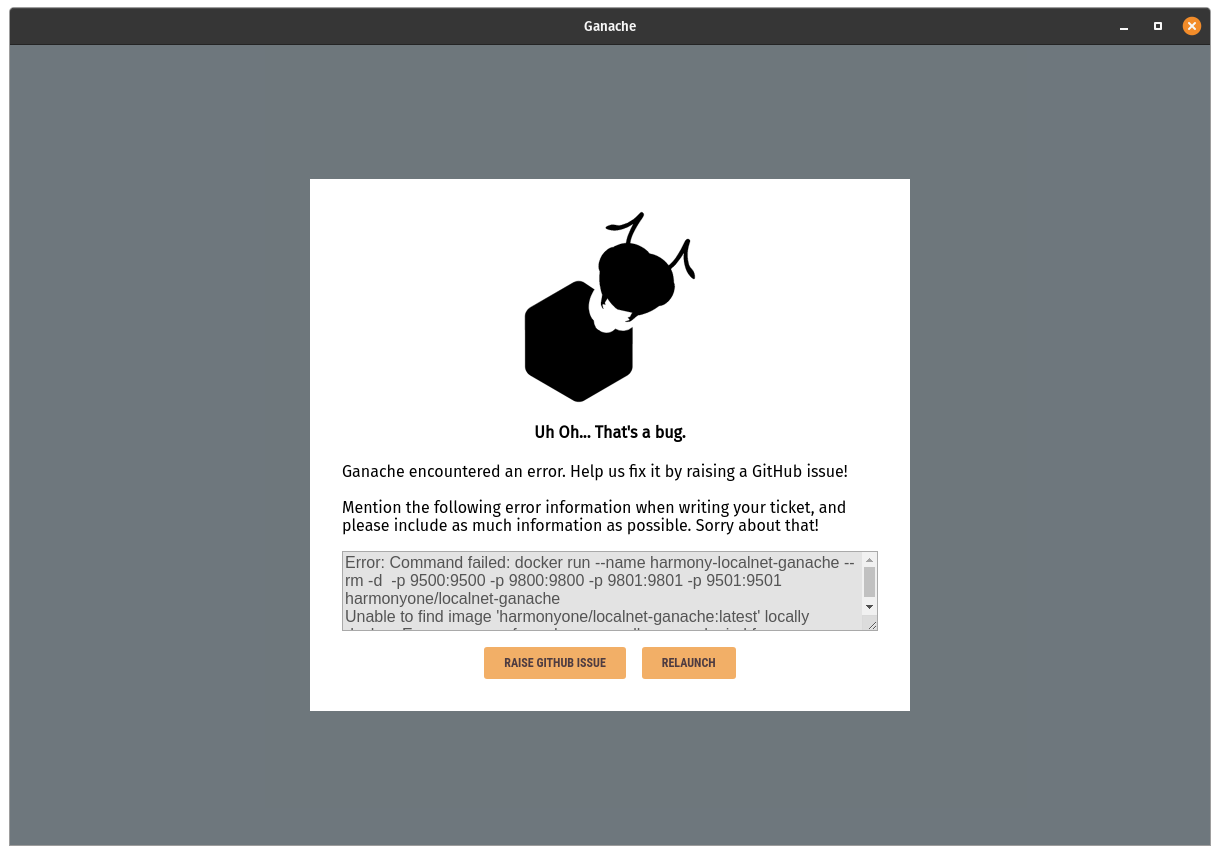 Ganache
Uh Oh... That's a bug.
Ganache encountered an error. Help us fix it by raising a GitHub issue!
Mention the following error information when writing your ticket, and
please include as much information as possible. Sorry about that!
Error: Command failed: docker run --name harmony-localnet-ganache --
rm -d  -p 9500:9500 -p 9800:9800 -p 9801:9801 -p 9501:9501
harmonyone/localnet-ganache
Unable to find image 'harmonyone/localnet-ganache:latest' locally
RAISE GITHUB ISSUE
RELAUNCH